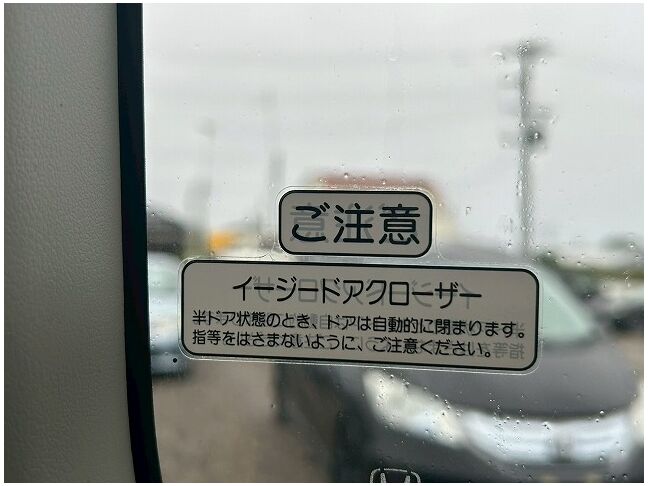 ご注意
イージードアクローザー
半ドア状態のとき、ドアは自動的に閉まります。
指等をはさまないように、ご注意ください。